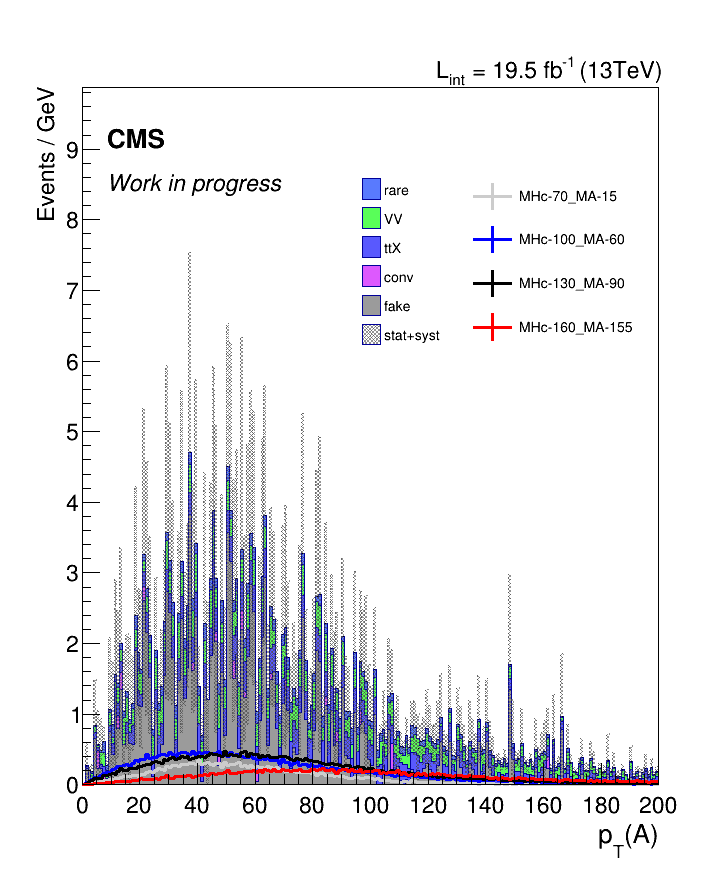 L_int = 19.5 fb^-1 (13TeV)
Events / GeV
CMS
Work in progress
rare
VV
ttX
conv
fake
stat+syst
MHc-70_MA-15
MHc-100_MA-60
MHc-130_MA-90
MHc-160_MA-155
9
8
7
6
5
4
3
2
1
0
0 20 40 60 80 100 120 140 160 180 200
p_T(A)